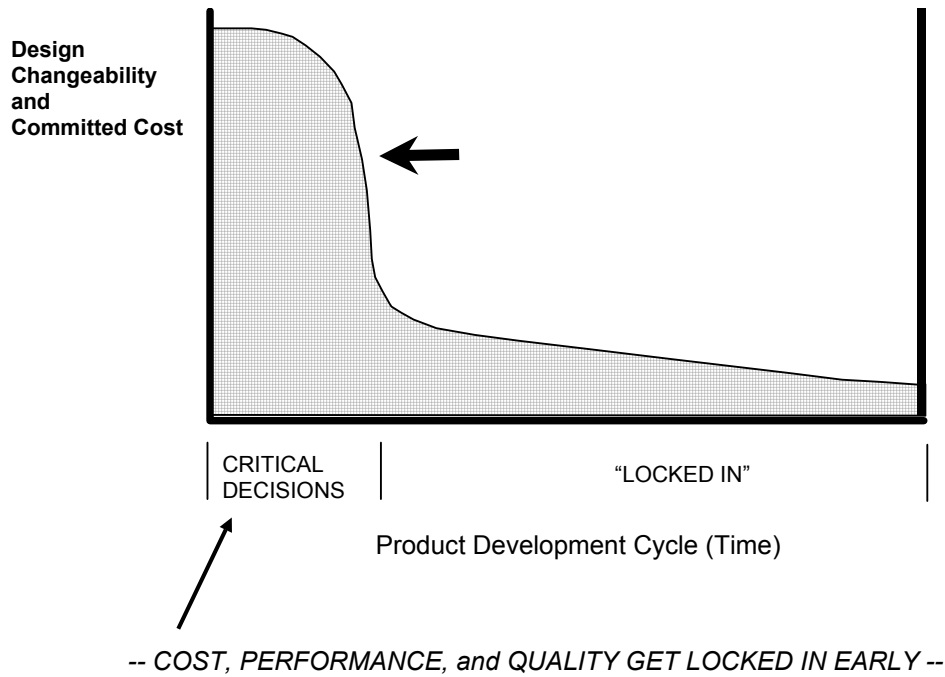 Design
Changeability
and
Committed Cost
CRITICAL
DECISIONS
“LOCKED IN”
Product Development Cycle (Time)
-- COST, PERFORMANCE, and QUALITY GET LOCKED IN EARLY --